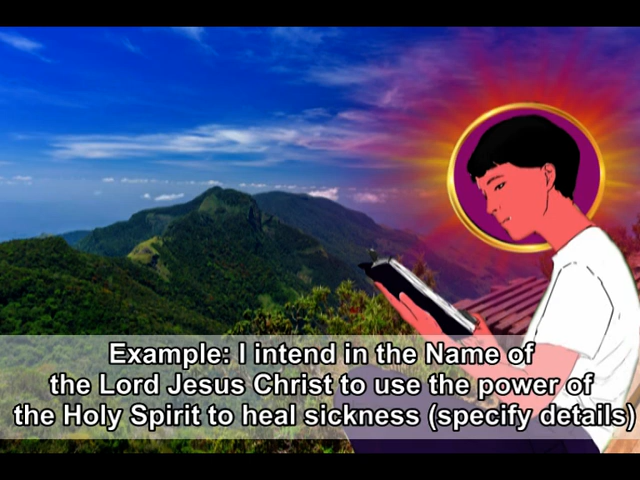 Example: I intend in the Name of
the Lord Jesus Christ to use the power of
the Holy Spirit to heal sickness (specify details)